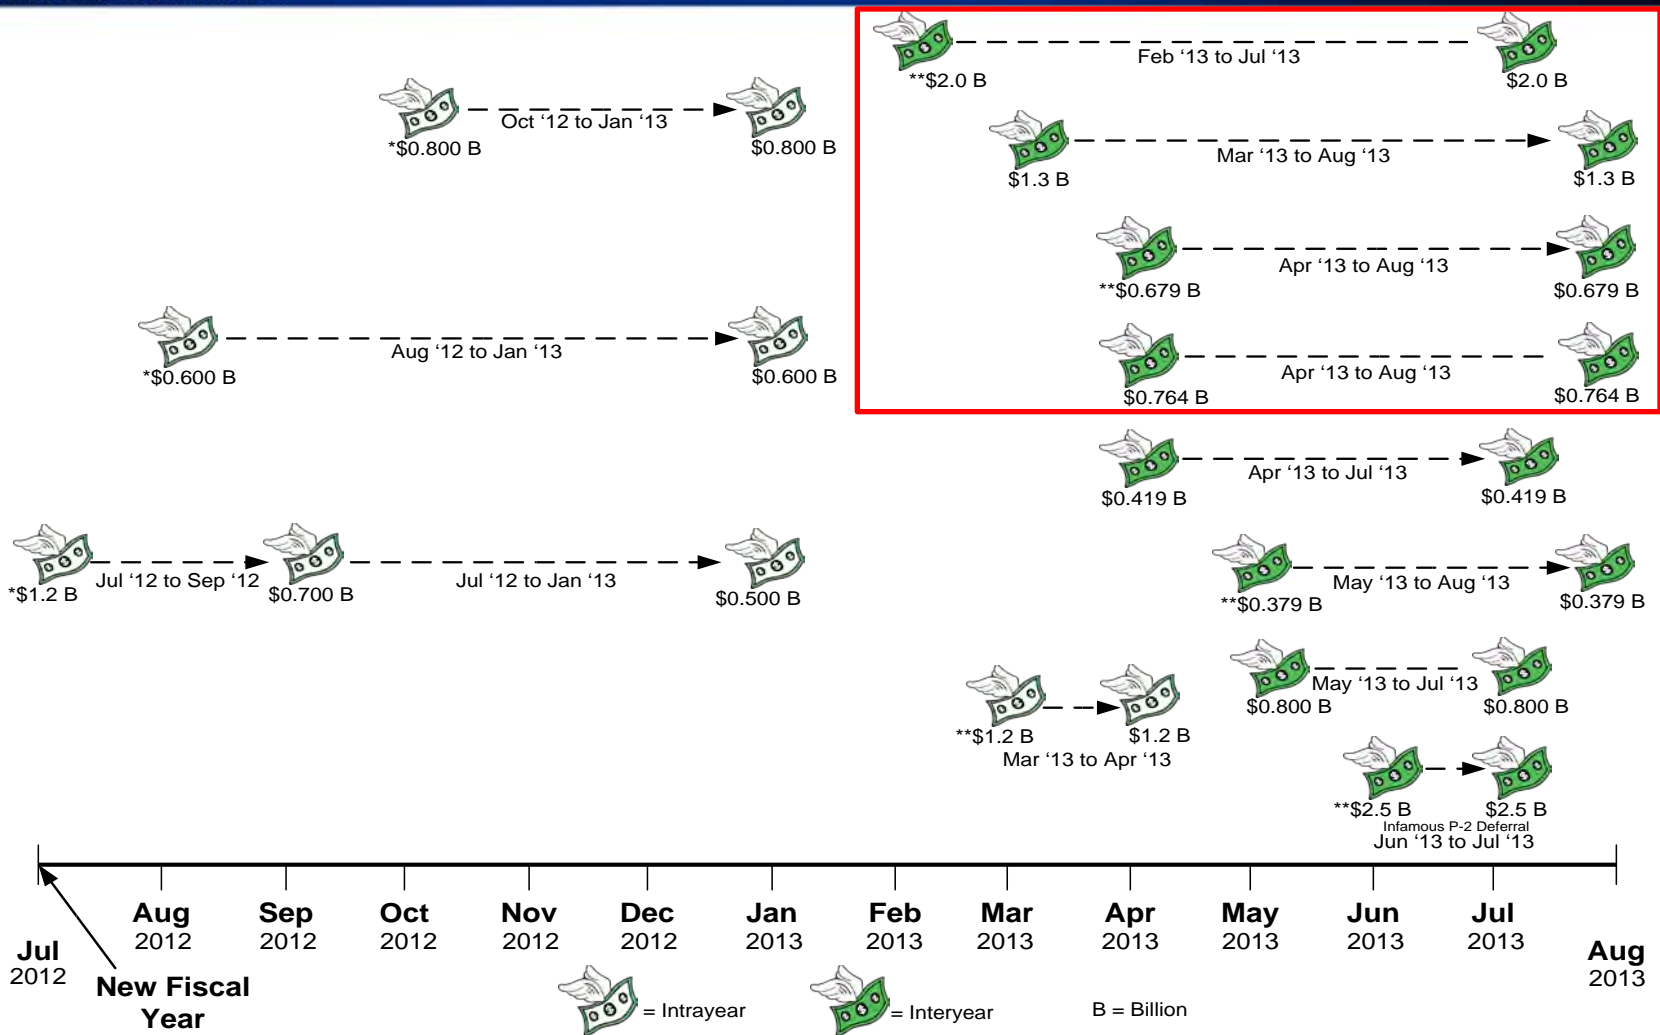 Feb ‘13 to Jul ‘13
**$2.0 B
$2.0 B
Oct ‘12 to Jan ‘13
*$0.800 B
$0.800 B
Mar ‘13 to Aug ‘13
$1.3 B
$1.3 B
Apr ‘13 to Aug ‘13
**$0.679 B
$0.679 B
Aug ‘12 to Jan ‘13
*$0.600 B
$0.600 B
Apr ‘13 to Aug ‘13
$0.764 B
$0.764 B
Apr ‘13 to Jul ‘13
$0.419 B
$0.419 B
Jul ‘12 to Sep ‘12
Jul ‘12 to Jan ‘13
*$1.2 B
$0.700 B
$0.500 B
May ‘13 to Aug ‘13
**$0.379 B
$0.379 B
May ‘13 to Jul ‘13
$0.800 B
$0.800 B
**$1.2 B
$1.2 B
Mar ‘13 to Apr ‘13
**$2.5 B
$2.5 B
Infamous P-2 Deferral
Jun ‘13 to Jul ‘13
Jul
2012
Aug
2012
Sep
2012
Oct
2012
Nov
2012
Dec
2012
Jan
2013
Feb
2013
Mar
2013
Apr
2013
May
2013
Jun
2013
Jul
2013
Aug
2013
New Fiscal
Year
= Intrayear
= Interyear
B = Billion